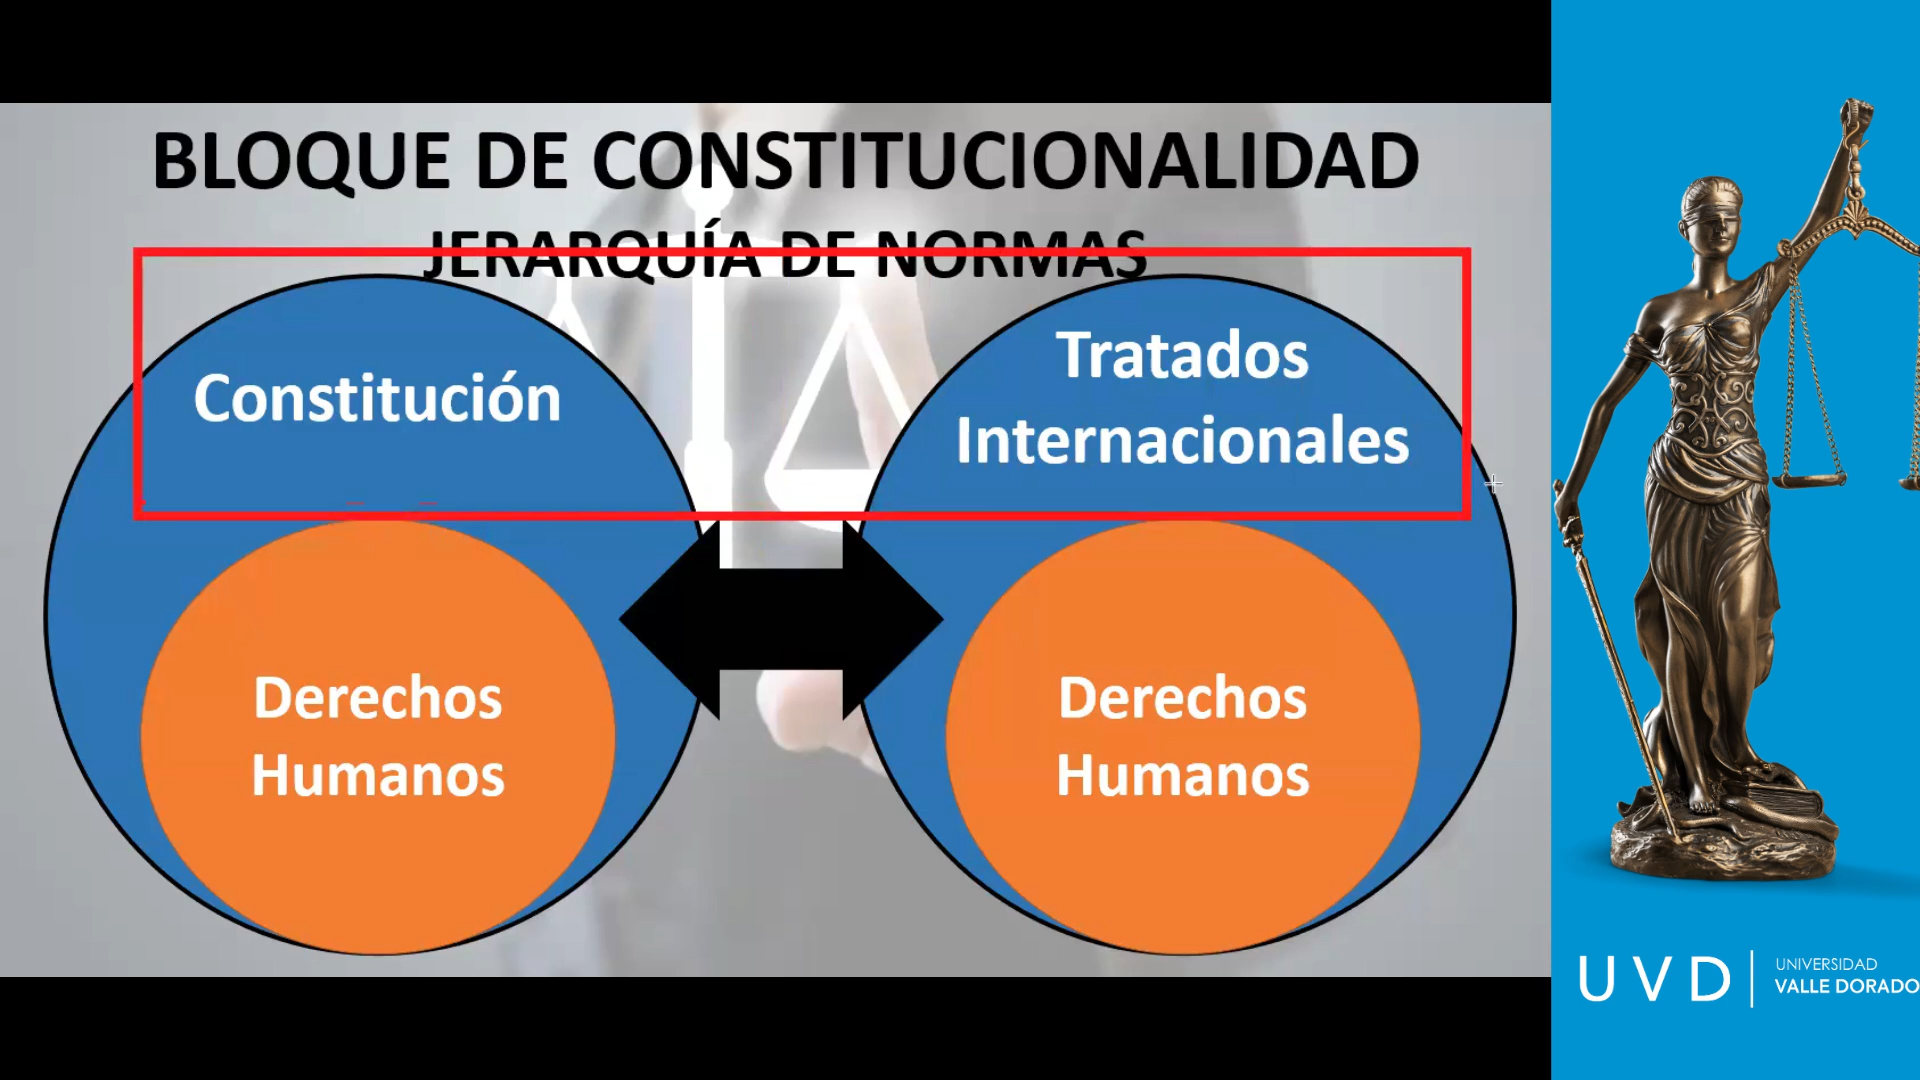 BLOQUE DE CONSTITUCIONALIDAD
JERARQUÍA DE NORMAS
Constitución
Tratados
Internacionales
Derechos
Humanos
Derechos
Humanos
UVD
UNIVERSIDAD
VALLE DORADO